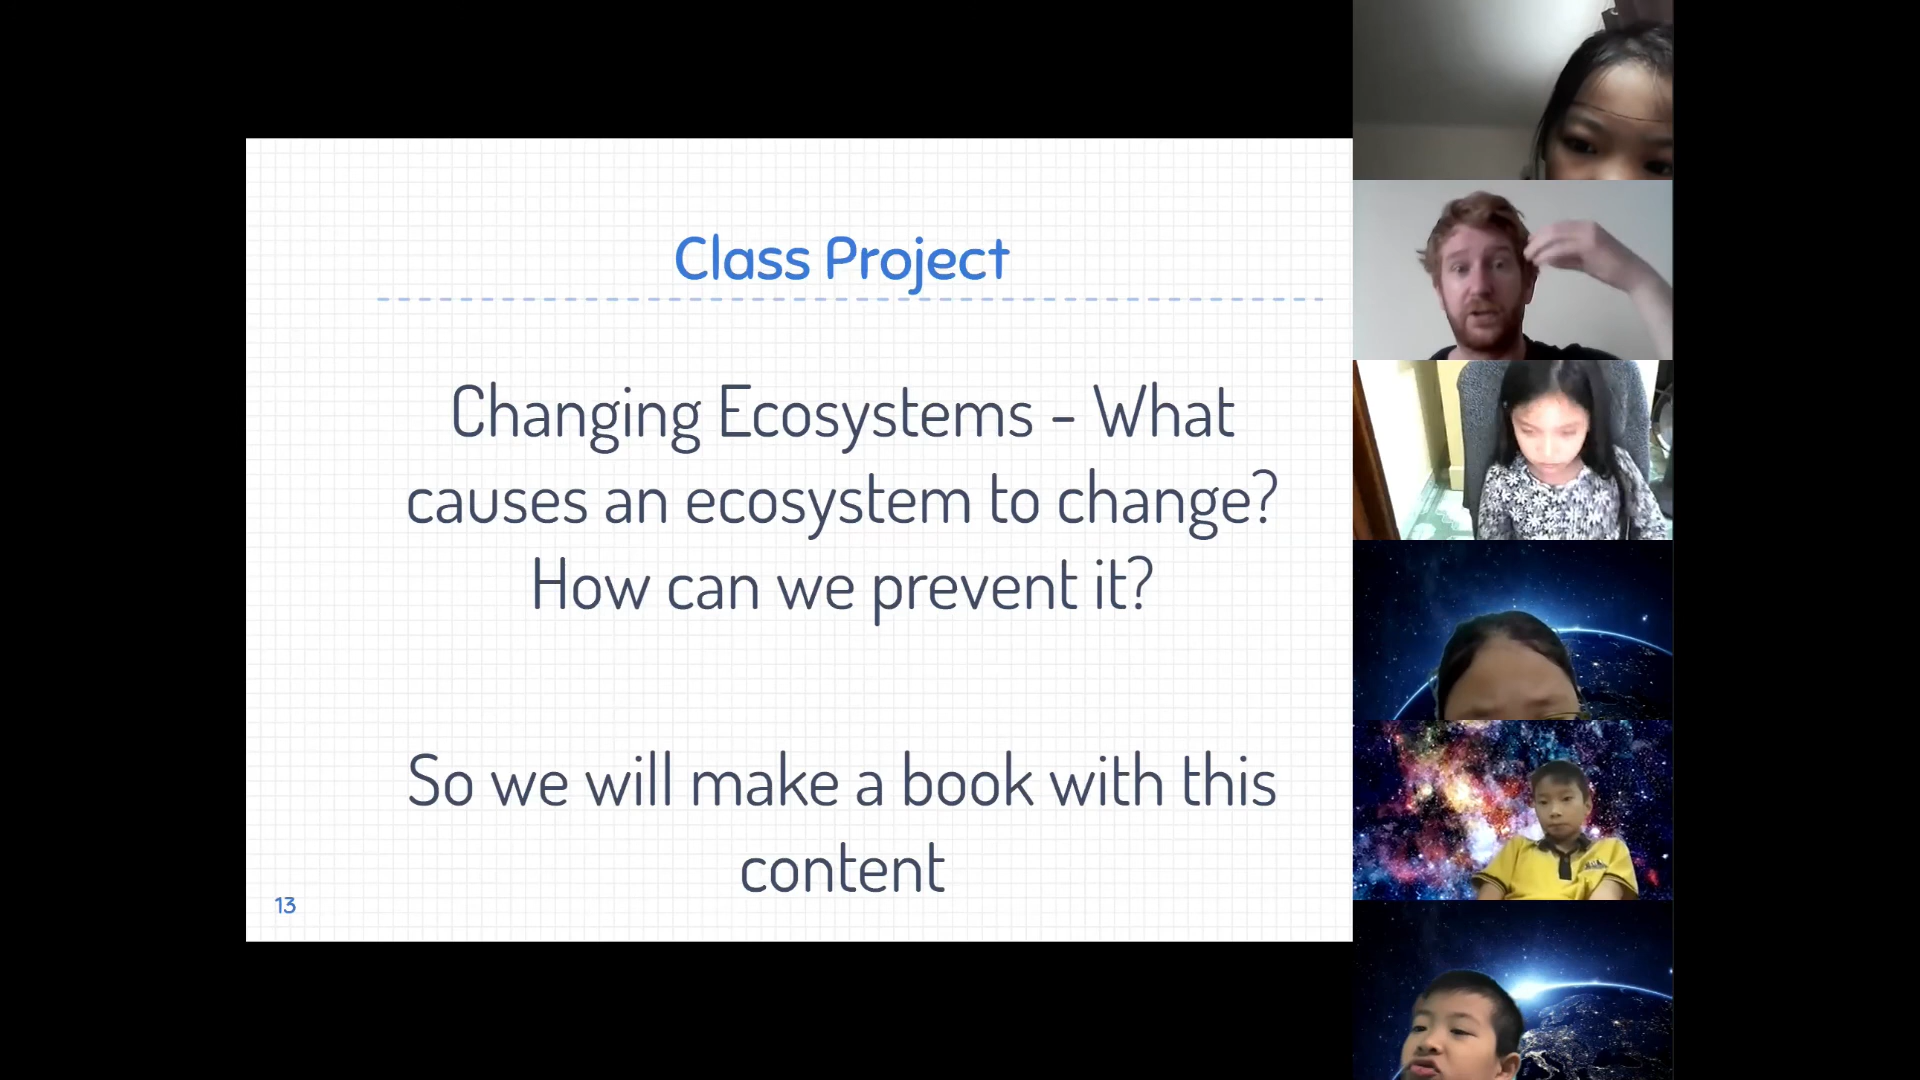 Class Project
Changing Ecosystems - What
causes an ecosystem to change?
How can we prevent it?
So we will make a book with this
content
13